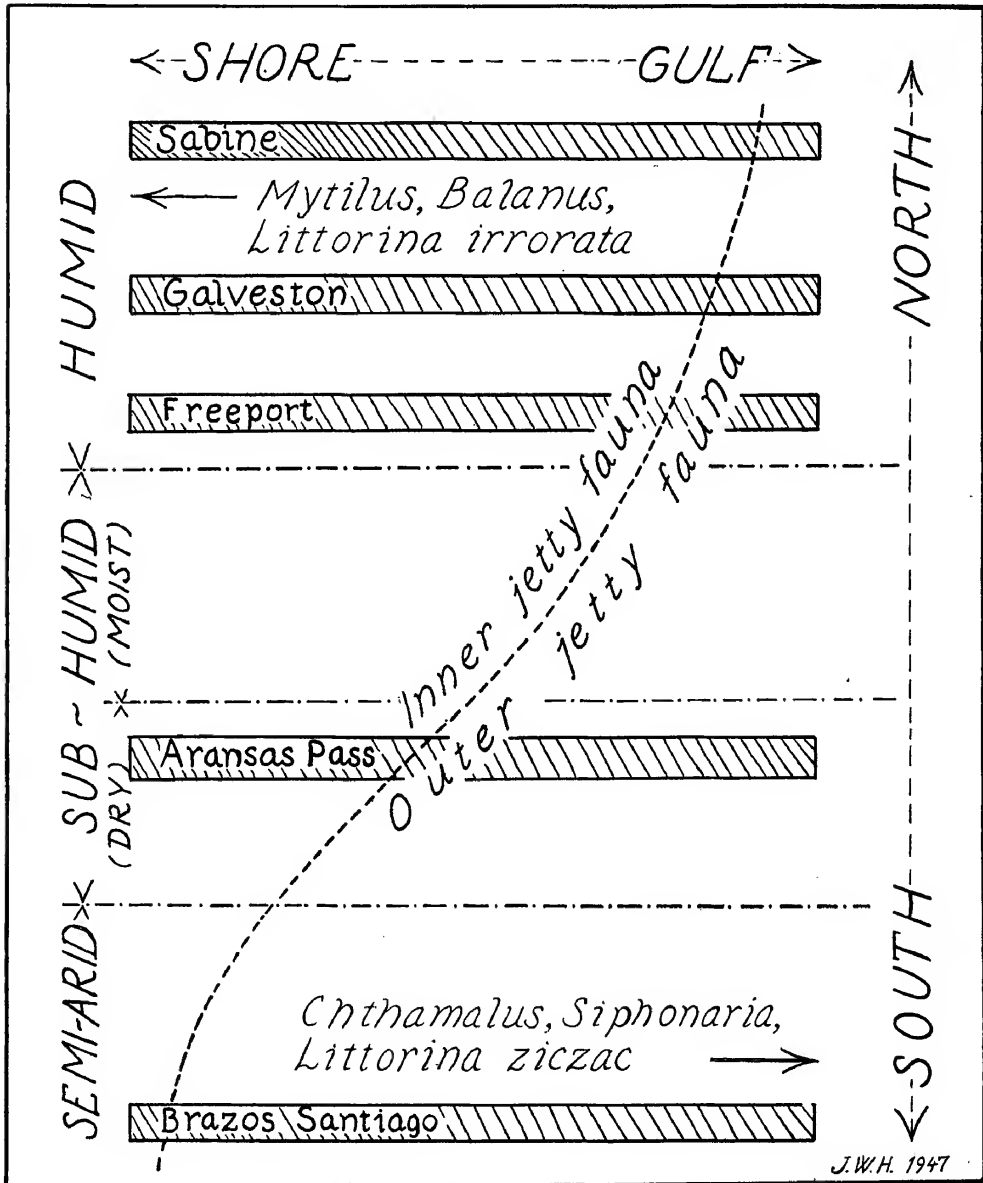 SHORE GULF
Sabine
Mytilus, Balanus,
Littorina irrorata
Galveston
Freeport
Inner jetty fauna
Outer jetty fauna
Aransas Pass
Chthamalus, Siphonaria,
Littorina ziczac
Brazos Santiago
HUMID
SUB-HUMID
(MOIST)
(DRY)
SEMI-ARID
NORTH
SOUTH
J.W.H. 1947